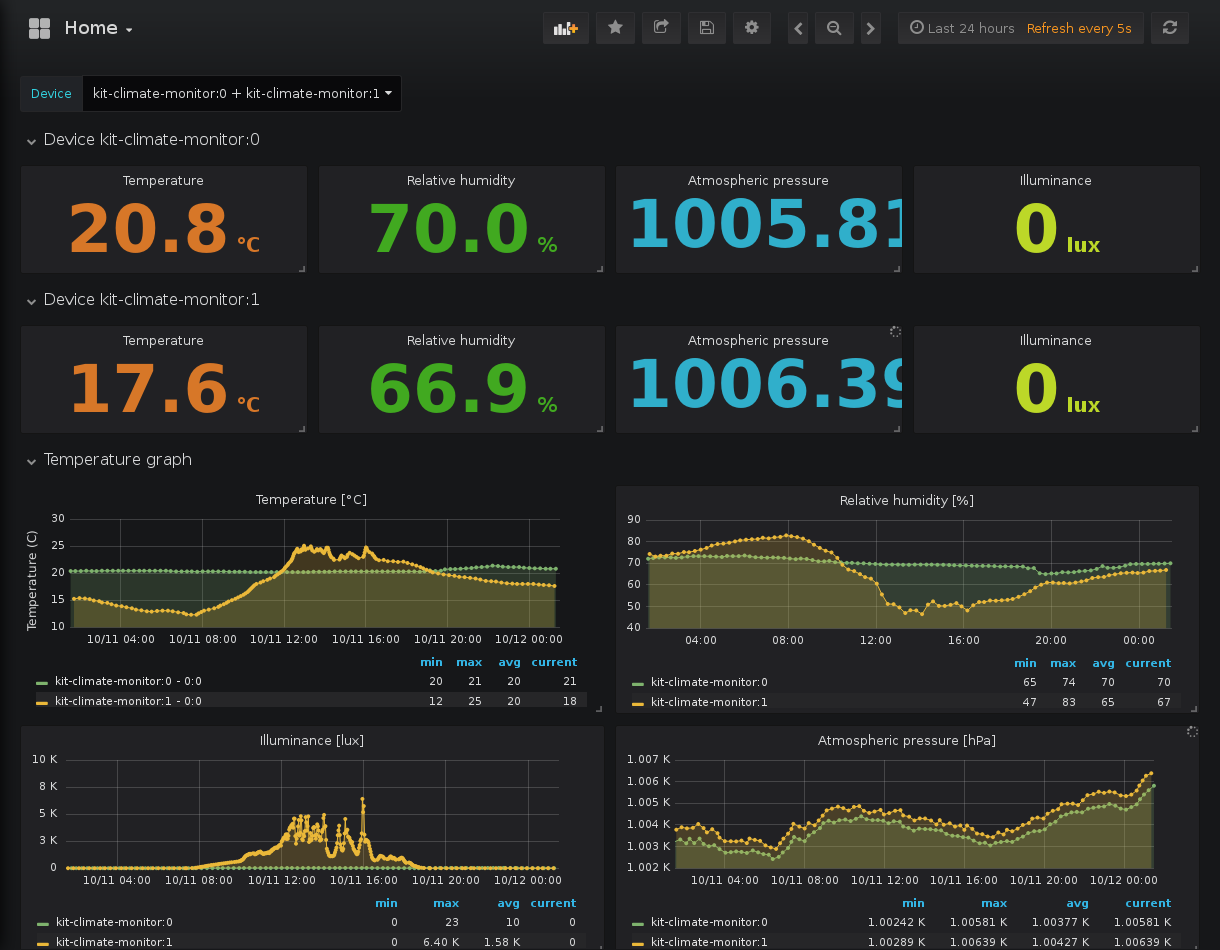 Home
Last 24 hours Refresh every 5s
Device kit-climate-monitor:0 + kit-climate-monitor:1
Device kit-climate-monitor:0
Temperature Relative humidity Atmospheric pressure Illuminance
20.8 °C 70.0 % 1005.81 0 lux
Device kit-climate-monitor:1
Temperature Relative humidity Atmospheric pressure Illuminance
17.6 °C 66.9 % 1006.39 0 lux
Temperature graph
Temperature [°C]
Temperature (C)
30
25
20
15
10
10/11 04:00 10/11 08:00 10/11 12:00 10/11 16:00 10/11 20:00 10/12 00:00
min max avg current
kit-climate-monitor:0 - 0:0 20 21 20 21
kit-climate-monitor:1 - 0:0 12 25 20 18
Relative humidity [%]
90
80
70
60
50
40
04:00 08:00 12:00 16:00 20:00 00:00
min max avg current
kit-climate-monitor:0 65 74 70 70
kit-climate-monitor:1 47 83 65 67
Illuminance [lux]
10 K
8 K
5 K
3 K
0
10/11 04:00 10/11 08:00 10/11 12:00 10/11 16:00 10/11 20:00 10/12 00:00
min max avg current
kit-climate-monitor:0 0 23 10 0
kit-climate-monitor:1 0 6.40 K 1.58 K 0
Atmospheric pressure [hPa]
1.007 K
1.006 K
1.005 K
1.004 K
1.003 K
1.002 K
10/11 04:00 10/11 08:00 10/11 12:00 10/11 16:00 10/11 20:00 10/12 00:00
min max avg current
kit-climate-monitor:0 1.00242 K 1.00581 K 1.00377 K 1.00581 K
kit-climate-monitor:1 1.00289 K 1.00639 K 1.00427 K 1.00639 K